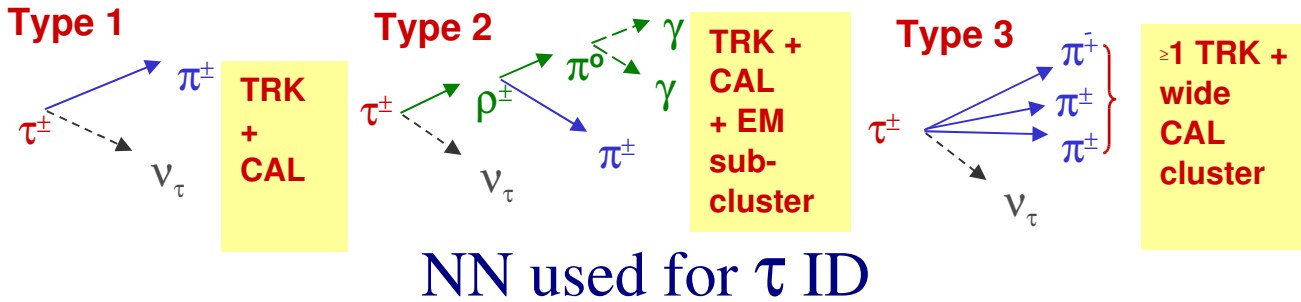 Type 1
π±
τ±
ντ
TRK
+
CAL
Type 2
γ
πo
γ
ρ±
τ±
π±
ντ
TRK +
CAL
+ EM
sub-
cluster
Type 3
π∓
π±
τ±
π±
ντ
≥1 TRK +
wide
CAL
cluster
NN used for τ ID